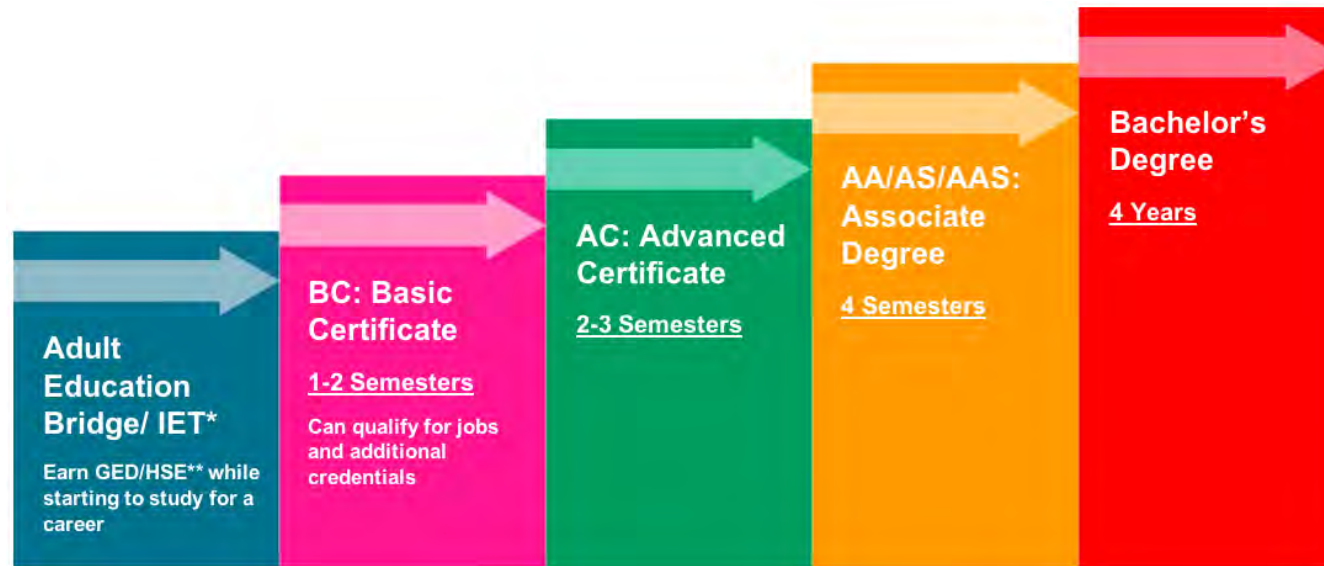 Adult
Education
Bridge/ IET*
Earn GED/HSE** while
starting to study for a
career
BC: Basic
Certificate
1-2 Semesters
Can qualify for jobs
and additional
credentials
AC: Advanced
Certificate
2-3 Semesters
AA/AS/AAS:
Associate
Degree
4 Semesters
Bachelor’s
Degree
4 Years